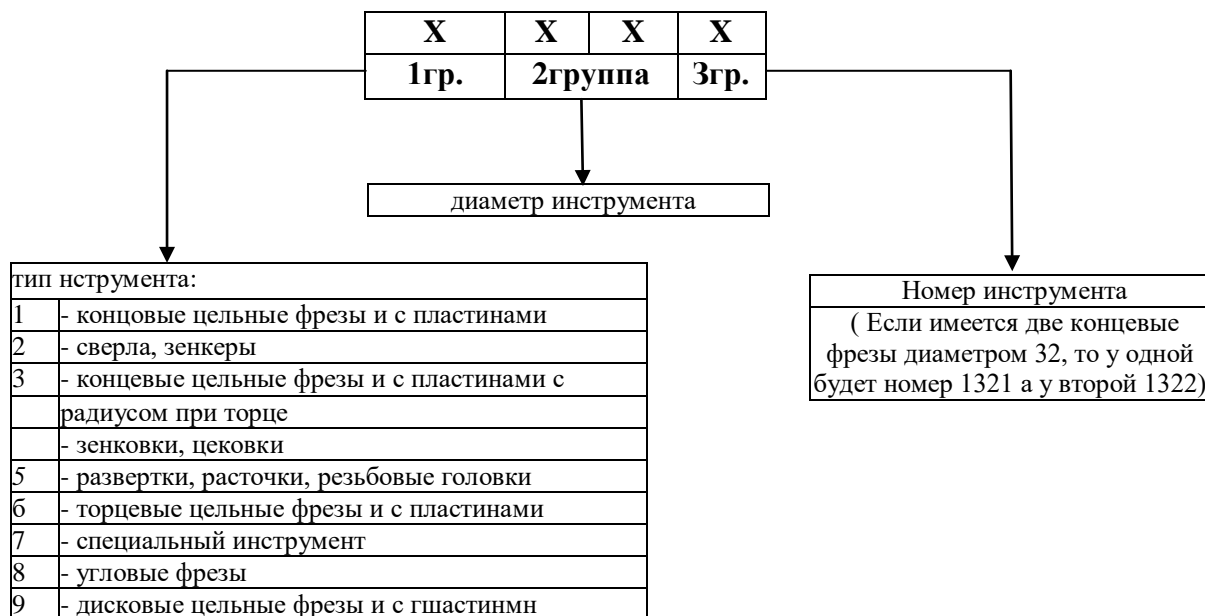 X X X X
1гр. 2группа 3гр.
диаметр инструмента
тип нструмента:
1 - концовые цельные фрезы и с пластинами
2 - сверла, зенкеры
3 - концевые цельные фрезы и с пластинами с
радиусом при торце
- зенковки, цековки
5 - развертки, расточки, резьбовые головки
б - торцевые цельные фрезы и с пластинами
7 - специальный инструмент
8 - угловые фрезы
9 - дисковые цельные фрезы и с гшастинмн
Номер инструмента
( Если имеется две концевые
фрезы диаметром 32, то у одной
будет номер 1321 а у второй 1322)